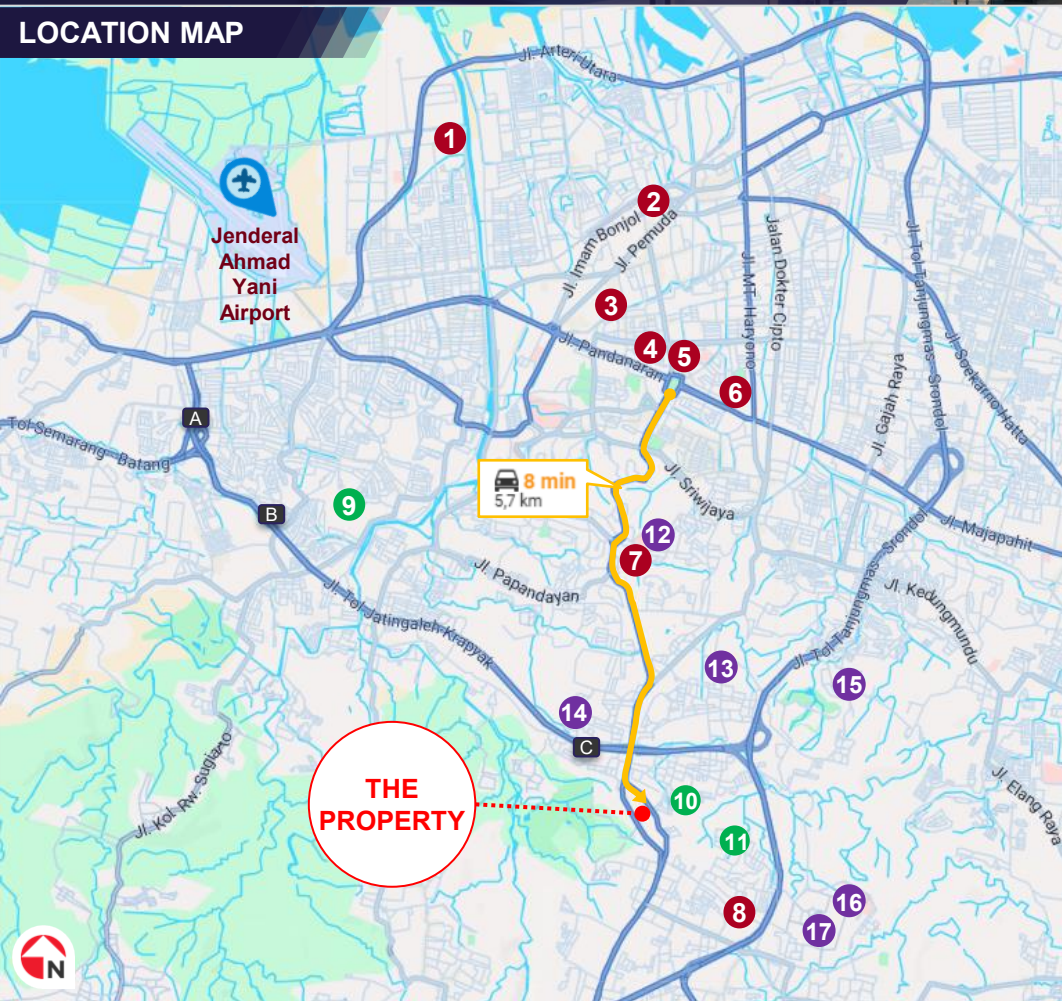 LOCATION MAP
Jl. Arteri Utara
1
2
Jl. Imam Bonjol
Jl. Pemuda
Jenderal
Ahmad
Yani
Airport
3
Jl. MT. Haryono
Jalan Dokter Cipto
Jl. Tol Tanjungmas- Srondol
Jl. Soekarno Hatta
4
5
Jl. Pandanaran
6
Jl. Gajah Raya
A
Tol Semarang - Batang
8 min
5,7 km
Jl. Sriwijaya
9
B
Jl. Majapahit
12
7
Jl. Papandayan
Jl. Kedungmundu
Jl. Tol Jatingaleh Krapyak
Jl. Tol Tanjungmas- Srondol
13
15
14
C
Jl. Kol. Rw. Sugiarto
THE
PROPERTY
10
11
Jl. Elang Raya
8
16
17
N